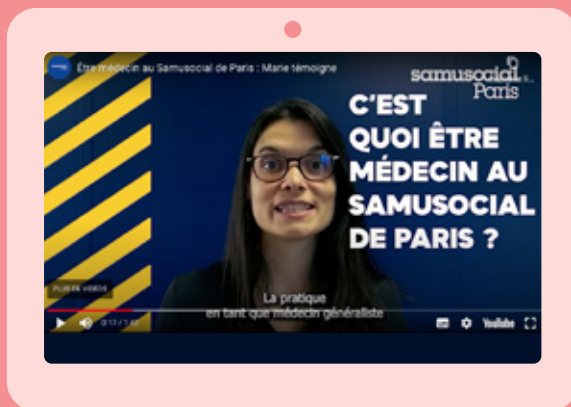 Être médecin au Samusocial de Paris : Marie témoigne
samusocial
Paris
C'EST
QUOI ÊTRE
MÉDECIN AU
SAMUSOCIAL
DE PARIS ?
PLUS DE VIDÉOS
La pratique
en tant que médecin généraliste
YouTube